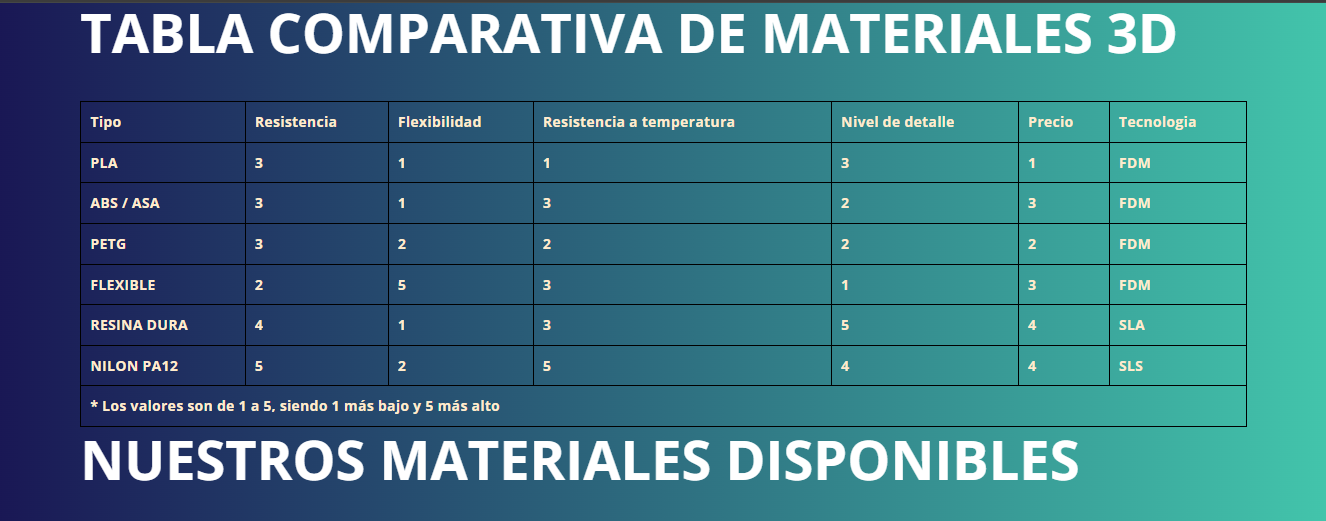 TABLA COMPARATIVA DE MATERIALES 3D
Tipo Resistencia Flexibilidad Resistencia a temperatura Nivel de detalle Precio Tecnologia
PLA 3 1 1 3 1 FDM
ABS / ASA 3 1 3 2 3 FDM
PETG 3 2 2 2 2 FDM
FLEXIBLE 2 5 3 1 3 FDM
RESINA DURA 4 1 3 5 4 SLA
NILON PA12 5 2 5 4 4 SLS
* Los valores son de 1 a 5, siendo 1 más bajo y 5 más alto
NUESTROS MATERIALES DISPONIBLES